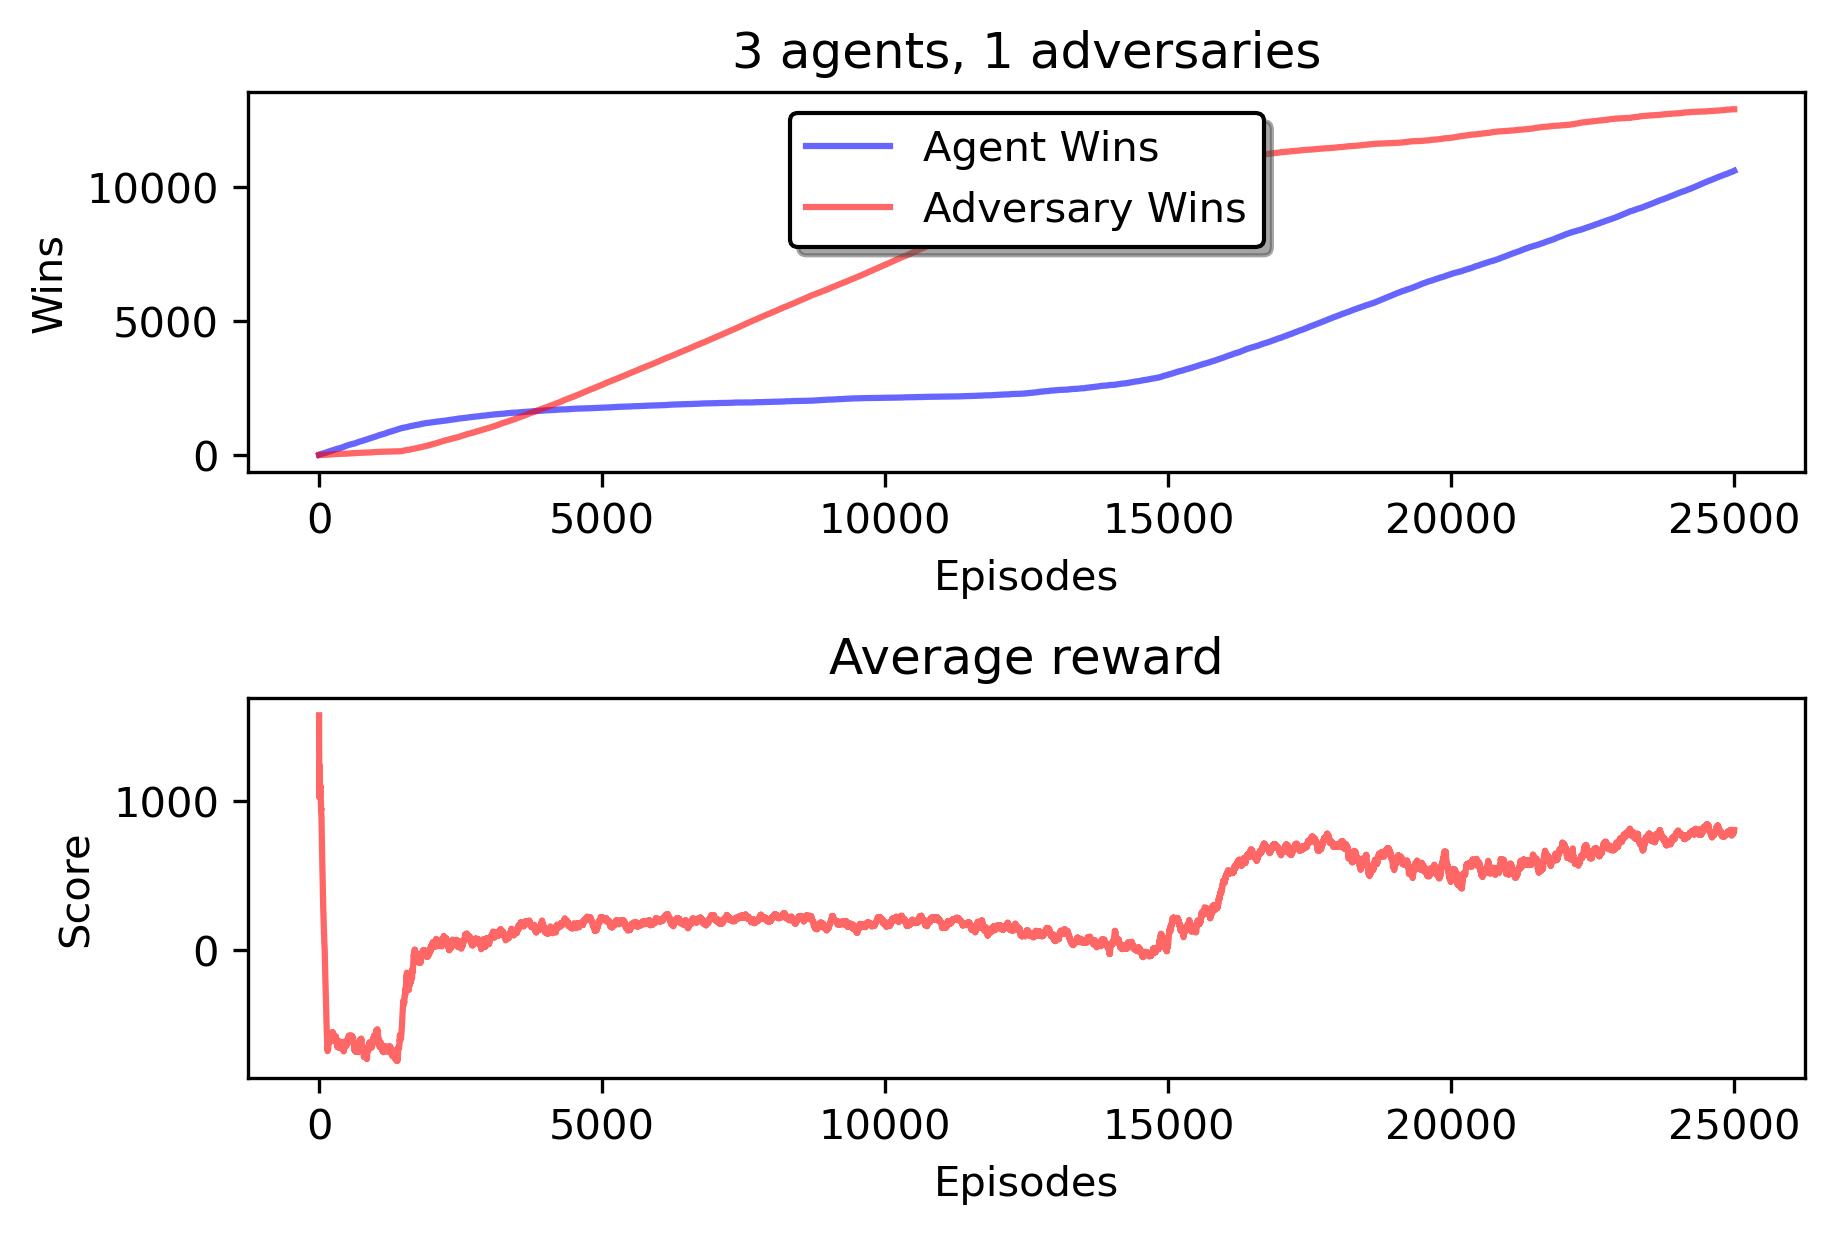 3 agents, 1 adversaries
Agent Wins
Adversary Wins
10000
5000
0
Wins
0 5000 10000 15000 20000 25000
Episodes
Average reward
1000
0
Score
0 5000 10000 15000 20000 25000
Episodes